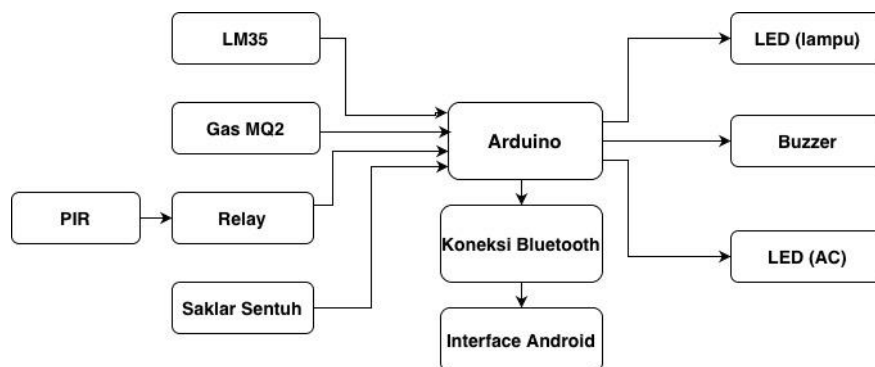 LM35
LED (lampu)
Gas MQ2
Arduino
Buzzer
PIR
Relay
Koneksi Bluetooth
LED (AC)
Saklar Sentuh
Interface Android